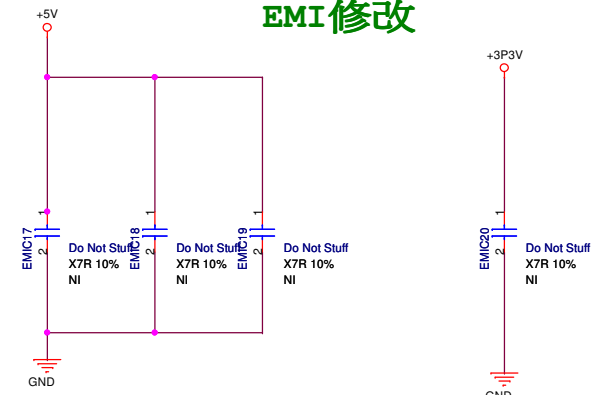 EMI修改
+5V
+3P3V
1
1
1
1
EMIC17
EMIC18
EMIC19
EMIC20
2
2
2
2
Do Not Stuff
X7R 10%
NI
Do Not Stuff
X7R 10%
NI
Do Not Stuff
X7R 10%
NI
Do Not Stuff
X7R 10%
NI
GND
GND